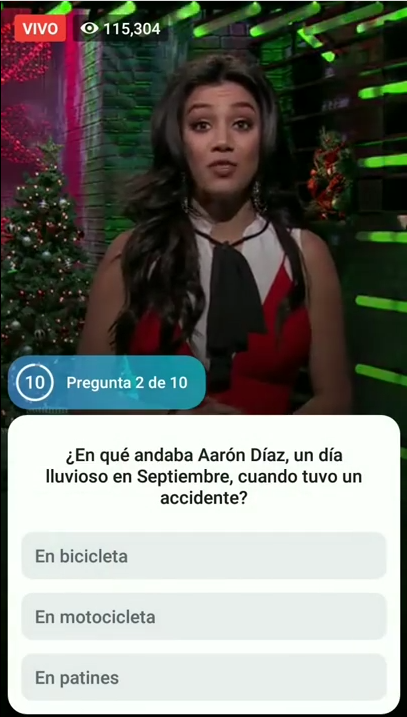 VIVO 115,304
10 Pregunta 2 de 10
¿En qué andaba Aarón Díaz, un día
lluvioso en Septiembre, cuando tuvo un
accidente?
En bicicleta
En motocicleta
En patines